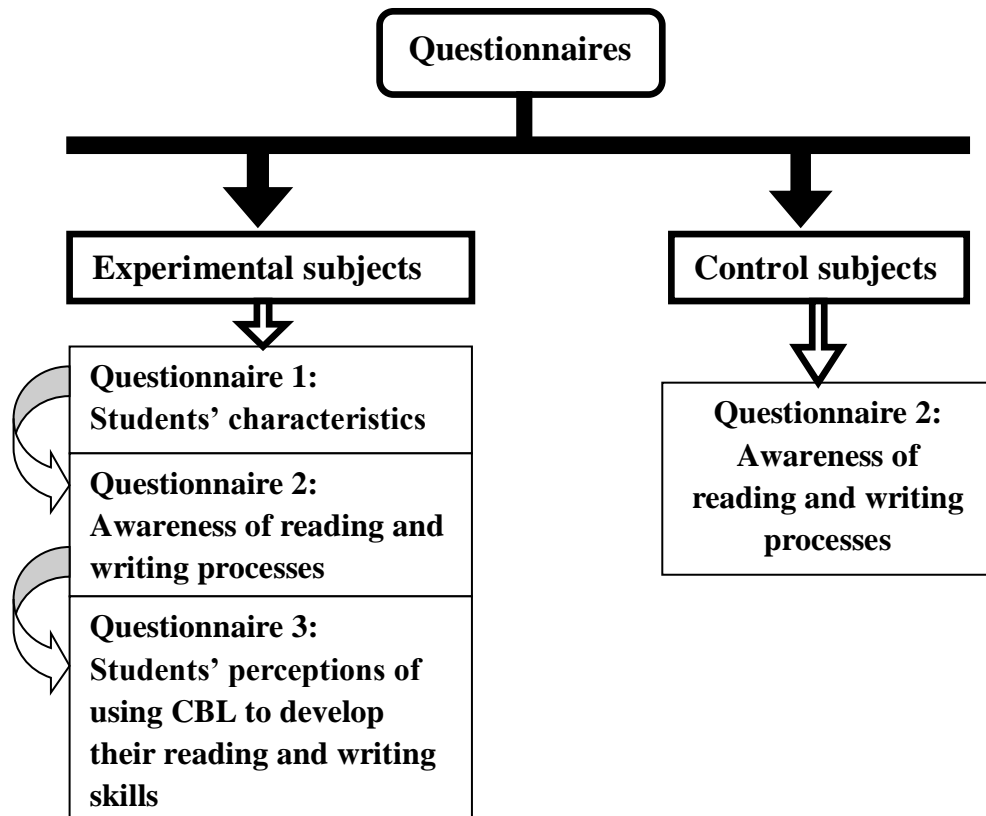 Questionnaires
Experimental subjects
Control subjects
Questionnaire 1:
Students’ characteristics
Questionnaire 2:
Awareness of reading and
writing processes
Questionnaire 3:
Students’ perceptions of
using CBL to develop
their reading and writing
skills
Questionnaire 2:
Awareness of
reading and writing
processes